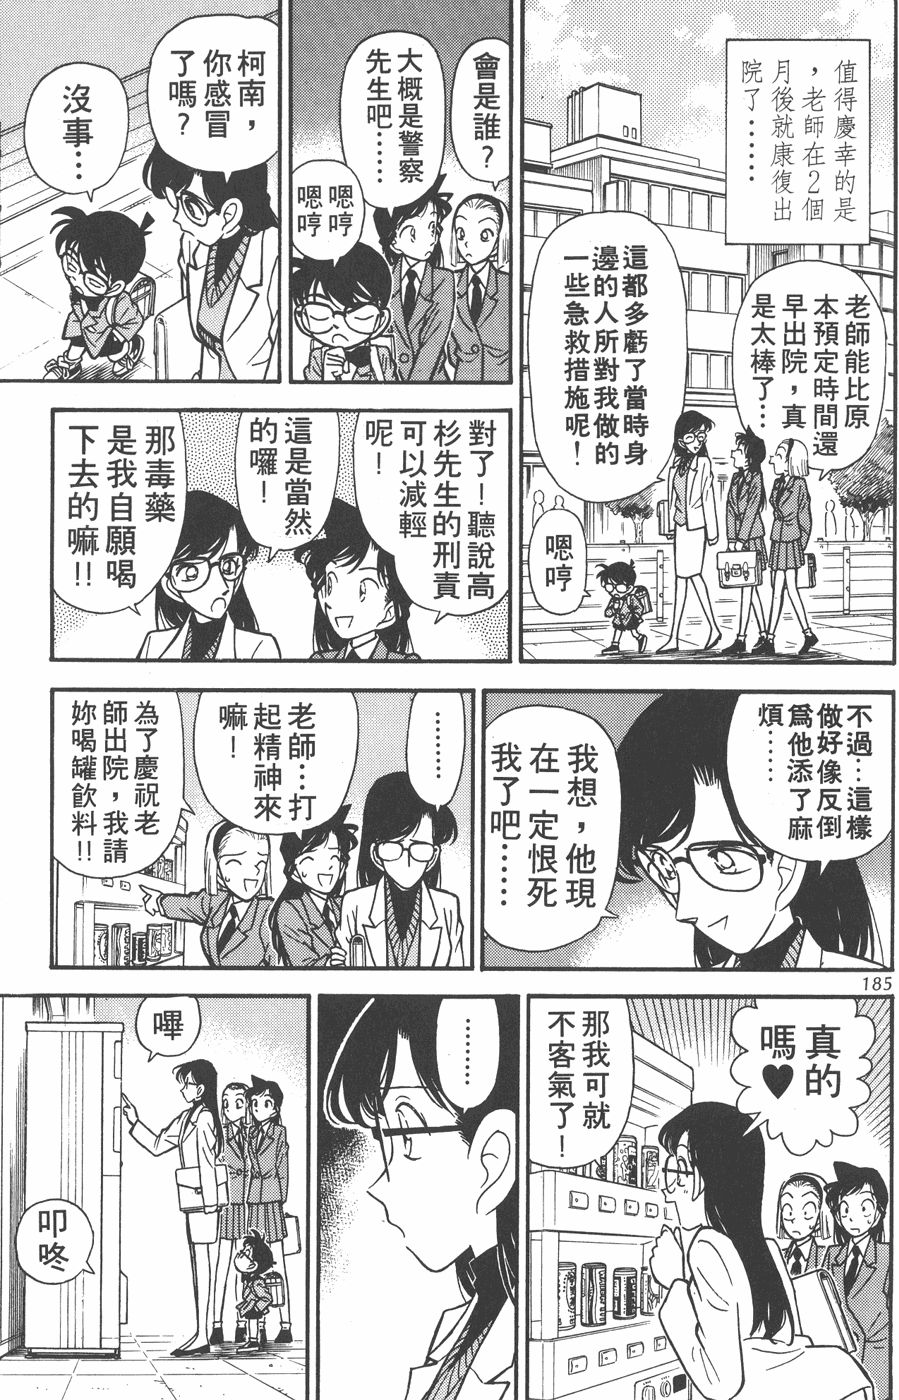 值得慶幸的是
，老師在2個
月後就康復出
院了……
老師能比原
本預定時間還
早出院，真
是太棒了…
這都多虧了當時身
邊的人所對我做的
一些急救措施呢！
嗯哼
會是誰？
大概是警察
先生吧……
嗯哼
嗯哼
柯南，
你感冒
了嗎？
沒事…
對了！聽說高
杉先生的刑責
可以減輕
呢！
這是當然
的囉！
那毒藥
是我自願喝
下去的嘛!!
不過…這樣
做好像反倒
為他添了麻
煩……
我想，他現
在一定恨死
我了吧……
……
老師…打
起精神來
嘛！
為了慶祝老
師出院，我請
妳喝罐飲料!!
185
真的
嗎♥
那我可就
不客氣了！
……
嗶
叩咚